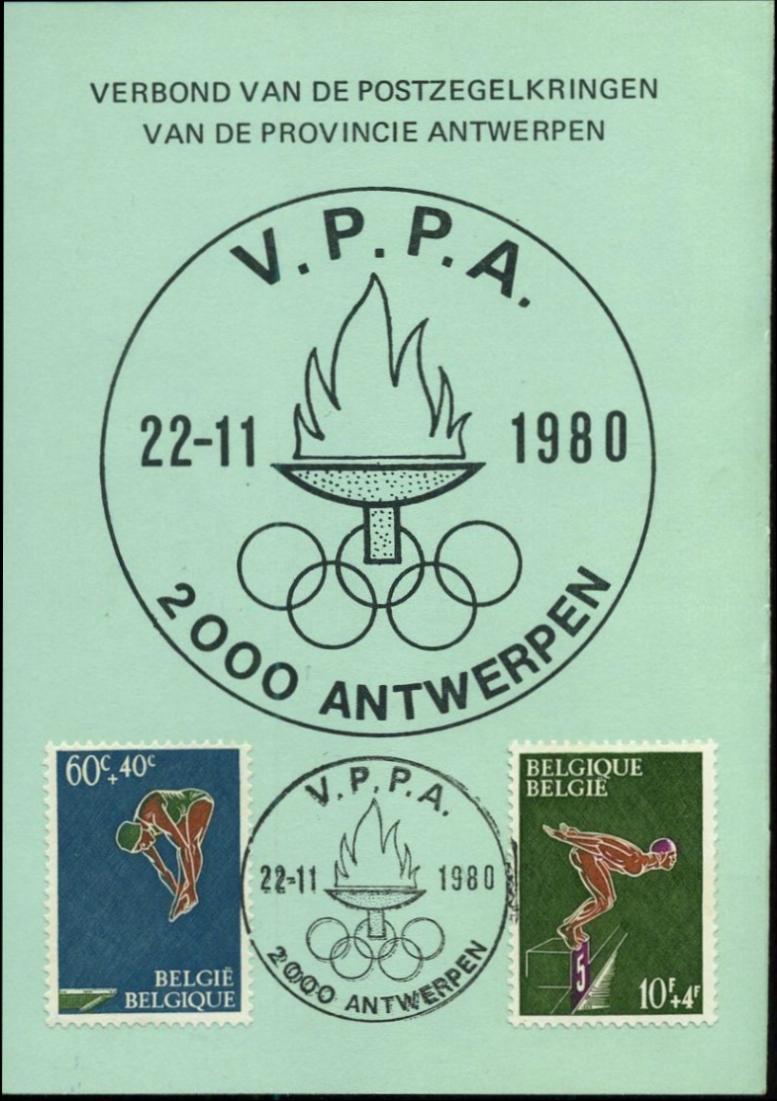 VERBOND VAN DE POSTZEGELKRINGEN
VAN DE PROVINCIE ANTWERPEN
V.P.P.A.
22-11 1980
2000 ANTWERPEN
60c+40c
BELGIË
BELGIQUE
V.P.P.A.
22-11 1980
2000 ANTWERPEN
BELGIQUE
BELGIË
5
10F+4F